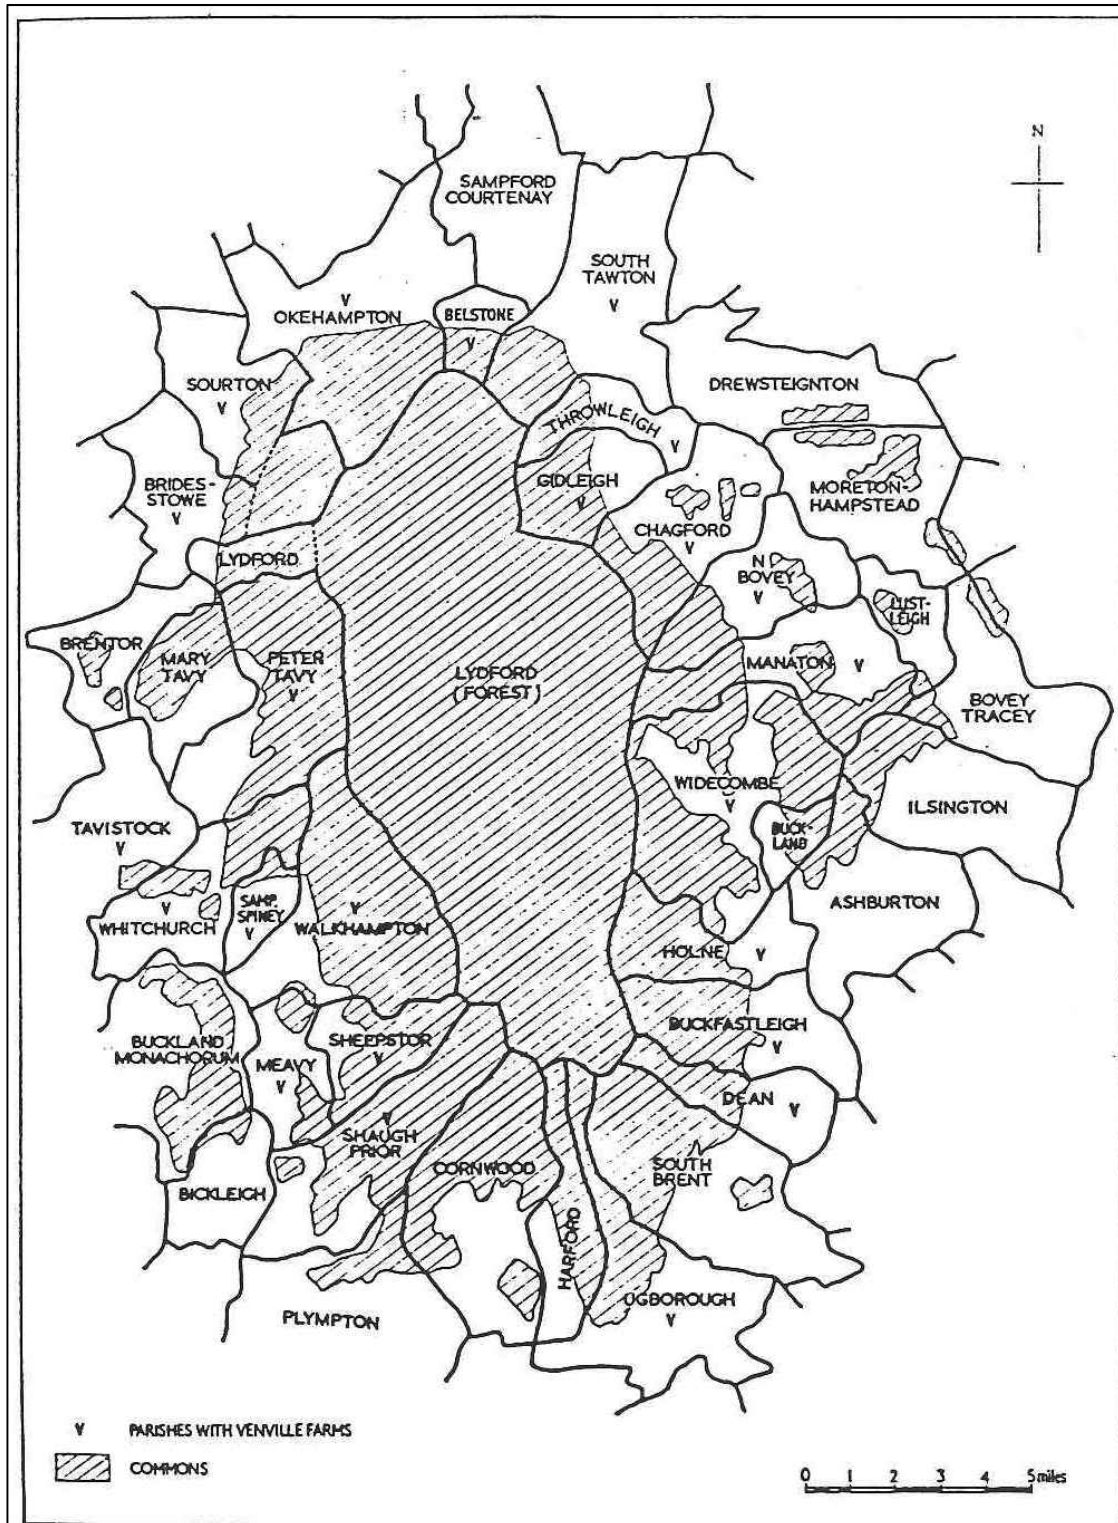 N
SAMPFORD
COURTENAY
SOUTH
TAWTON
V
V
OKEHAMPTON
BELSTONE
V
SOURTON
V
DREWSTEIGNTON
THROWLEIGH
V
BRIDES-
STOWE
V
GIDLEIGH
V
MORETON-
HAMPSTEAD
CHAGFORD
V
LYDFORD
N
BOVEY
V
LUST-
LEIGH
BRENTOR
MARY
TAVY
PETER
TAVY
V
LYDFORD
(FOREST)
MANATON
V
BOVEY
TRACEY
WIDECOMBE
V
ILSINGTON
TAVISTOCK
V
BUCK-
LAND
WHITCHURCH
V
SAMP.
SPINEY
V
WALKHAMPTON
V
ASHBURTON
HOLNE
V
BUCKLAND
MONACHORUM
MEAVY
V
SHEEPSTOR
V
BUCKFASTLEIGH
V
DEAN
V
SHAUGH
PRIOR
V
BICKLEIGH
CORNWOOD
SOUTH
BRENT
HARFORD
PLYMPTON
UGBOROUGH
V
V PARISHES WITH VENVILLE FARMS
COMMONS
0 1 2 3 4 5 miles